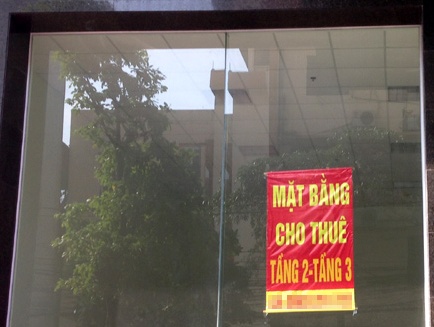 MẶT BẰNG
CHO THUÊ
TẦNG 2-TẦNG 3